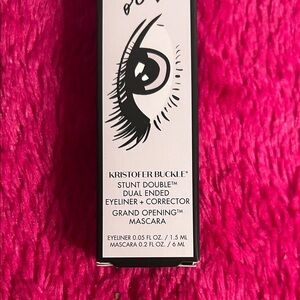 KRISTOFER BUCKLE®
STUNT DOUBLE™
DUAL ENDED
EYELINER + CORRECTOR
GRAND OPENING™
MASCARA
EYELINER 0.05 FL OZ. / 1.5 ML
MASCARA 0.2 FL OZ. / 6 ML